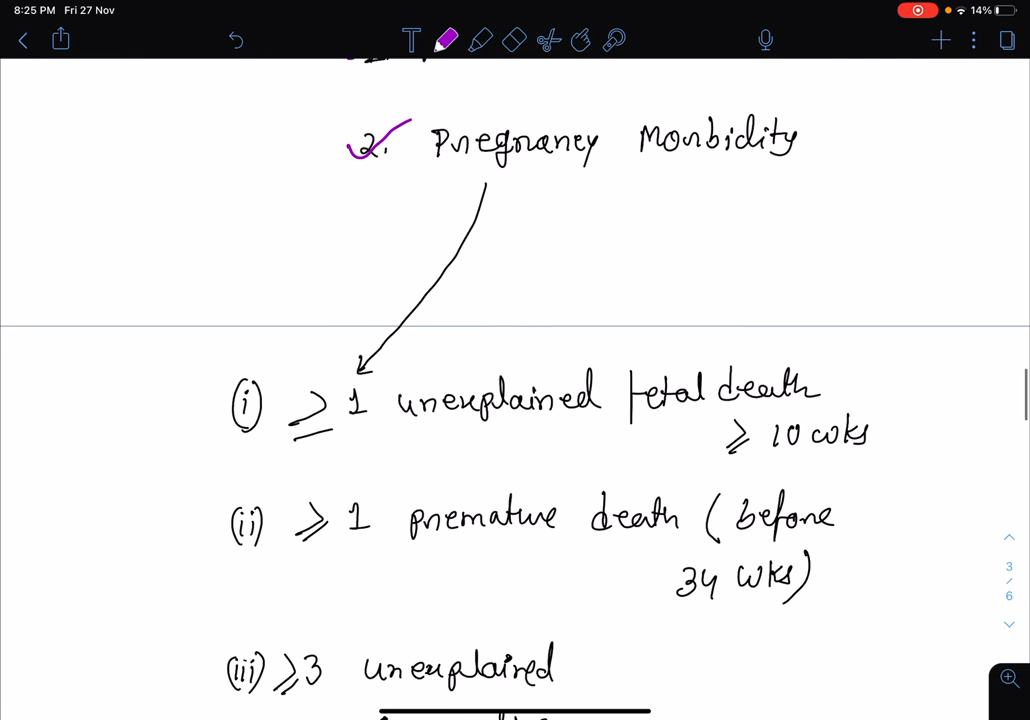 8:25 PM Fri 27 Nov
14%
T
2. Pregnancy Morbidity
(i) ≥ 1 unexplained fetal death
≥ 10 wks
(ii) ≥ 1 premature death (before
34 wks)
3
/
6
(iii) ≥3 unexplained